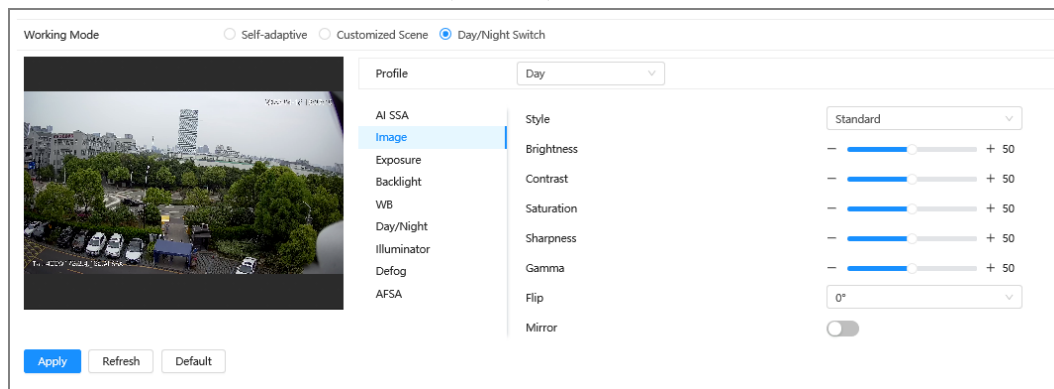 Working Mode Self-adaptive Customized Scene Day/Night Switch
Profile Day
AI SSA
Image
Exposure
Backlight
WB
Day/Night
Illuminator
Defog
AFSA
Style Standard
Brightness − + 50
Contrast − + 50
Saturation − + 50
Sharpness − + 50
Gamma − + 50
Flip 0°
Mirror
Apply Refresh Default